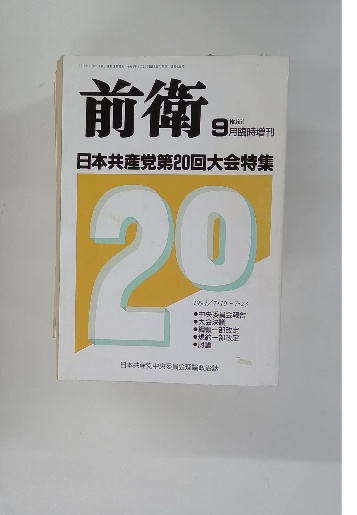 前衛
9月臨時増刊
日本共産党第20回大会特集
20
●中央委員会報告
●大会決議
●綱領一部改定
●規約一部改定
●討論
日本共産党中央委員会理論政治誌